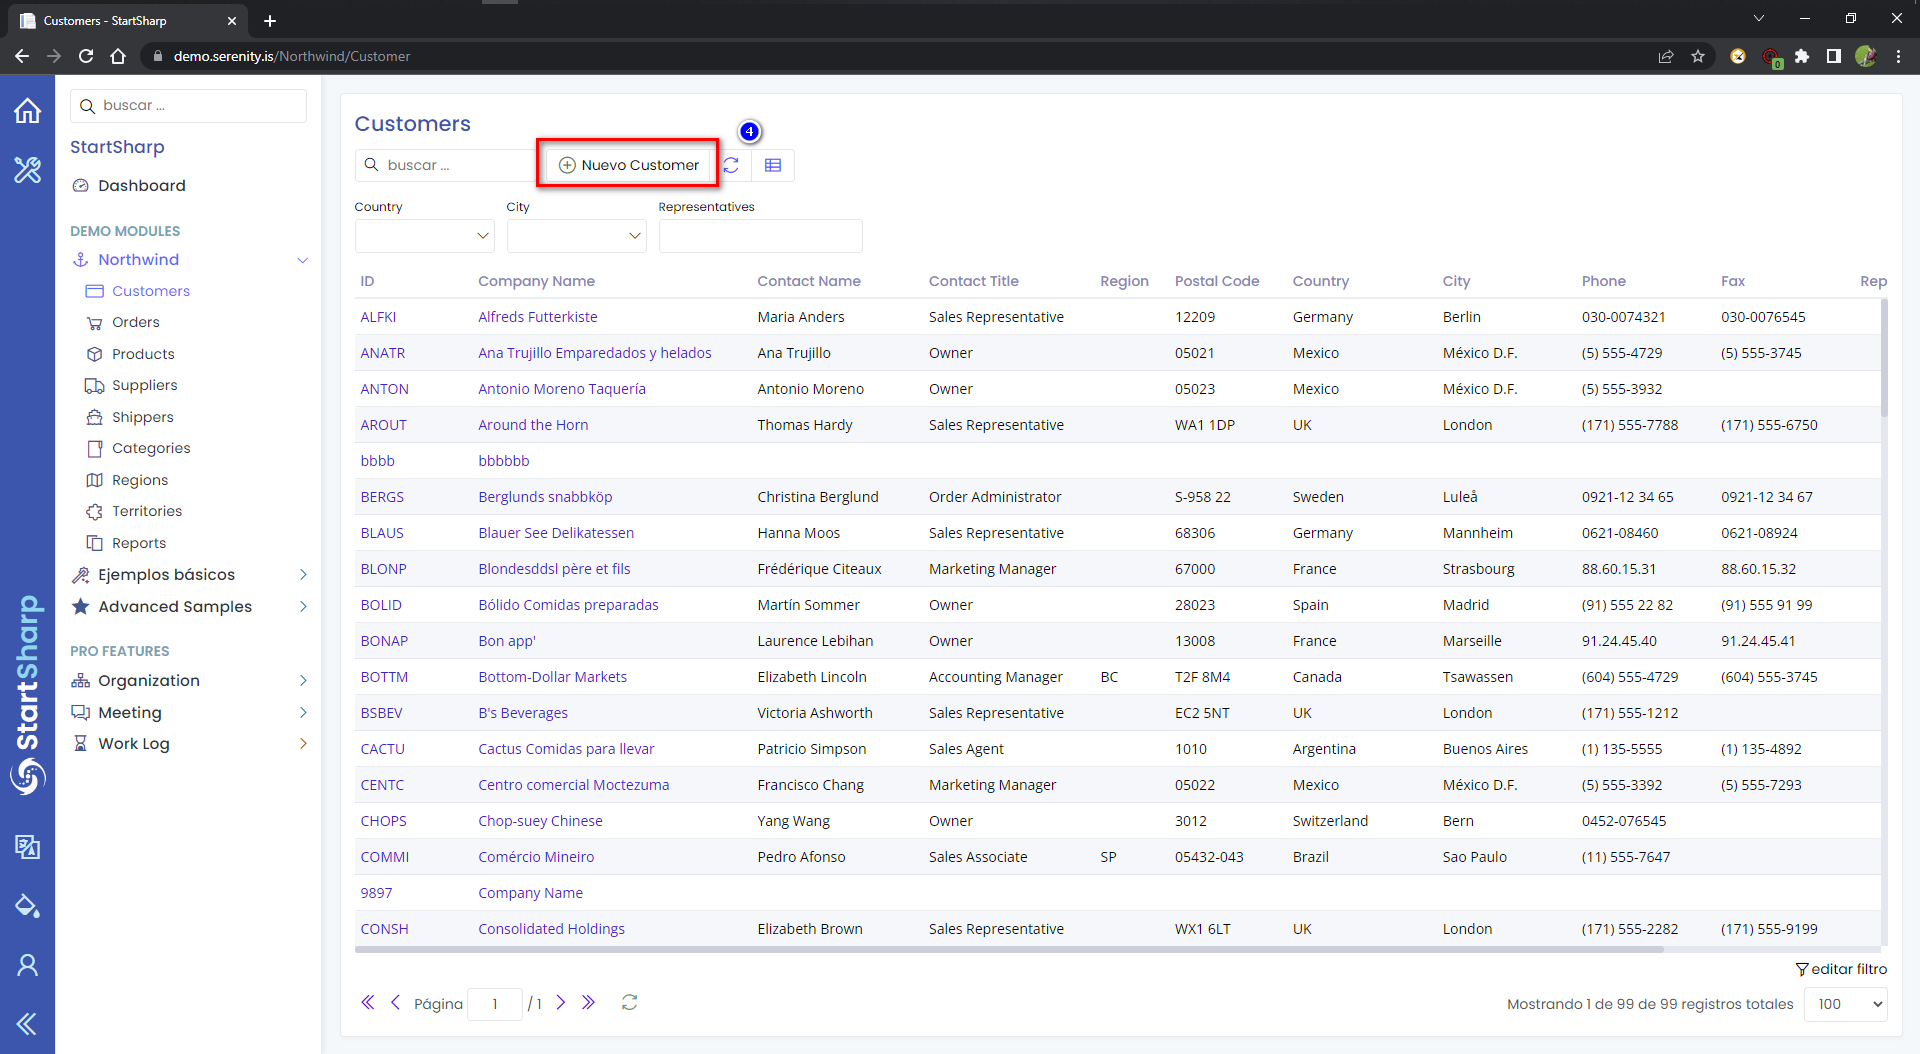 Customers - StartSharp
demo.serenity.is/Northwind/Customer
0
buscar ...
StartSharp
Dashboard
DEMO MODULES
Northwind
Customers
Orders
Products
Suppliers
Shippers
Categories
Regions
Territories
Reports
Ejemplos básicos
Advanced Samples
PRO FEATURES
Organization
Meeting
Work Log
StartSharp
Customers
4
buscar ...
Nuevo Customer
Country City Representatives
ID Company Name Contact Name Contact Title Region Postal Code Country City Phone Fax Rep
ALFKI Alfreds Futterkiste Maria Anders Sales Representative 12209 Germany Berlin 030-0074321 030-0076545
ANATR Ana Trujillo Emparedados y helados Ana Trujillo Owner 05021 Mexico México D.F. (5) 555-4729 (5) 555-3745
ANTON Antonio Moreno Taquería Antonio Moreno Owner 05023 Mexico México D.F. (5) 555-3932
AROUT Around the Horn Thomas Hardy Sales Representative WA1 1DP UK London (171) 555-7788 (171) 555-6750
bbbb bbbbbb
BERGS Berglunds snabbköp Christina Berglund Order Administrator S-958 22 Sweden Luleå 0921-12 34 65 0921-12 34 67
BLAUS Blauer See Delikatessen Hanna Moos Sales Representative 68306 Germany Mannheim 0621-08460 0621-08924
BLONP Blondesddsl père et fils Frédérique Citeaux Marketing Manager 67000 France Strasbourg 88.60.15.31 88.60.15.32
BOLID Bólido Comidas preparadas Martín Sommer Owner 28023 Spain Madrid (91) 555 22 82 (91) 555 91 99
BONAP Bon app' Laurence Lebihan Owner 13008 France Marseille 91.24.45.40 91.24.45.41
BOTTM Bottom-Dollar Markets Elizabeth Lincoln Accounting Manager BC T2F 8M4 Canada Tsawassen (604) 555-4729 (604) 555-3745
BSBEV B's Beverages Victoria Ashworth Sales Representative EC2 5NT UK London (171) 555-1212
CACTU Cactus Comidas para llevar Patricio Simpson Sales Agent 1010 Argentina Buenos Aires (1) 135-5555 (1) 135-4892
CENTC Centro comercial Moctezuma Francisco Chang Marketing Manager 05022 Mexico México D.F. (5) 555-3392 (5) 555-7293
CHOPS Chop-suey Chinese Yang Wang Owner 3012 Switzerland Bern 0452-076545
COMMI Comércio Mineiro Pedro Afonso Sales Associate SP 05432-043 Brazil Sao Paulo (11) 555-7647
9897 Company Name
CONSH Consolidated Holdings Elizabeth Brown Sales Representative WX1 6LT UK London (171) 555-2282 (171) 555-9199
editar filtro
Página 1 / 1
Mostrando 1 de 99 de 99 registros totales 100